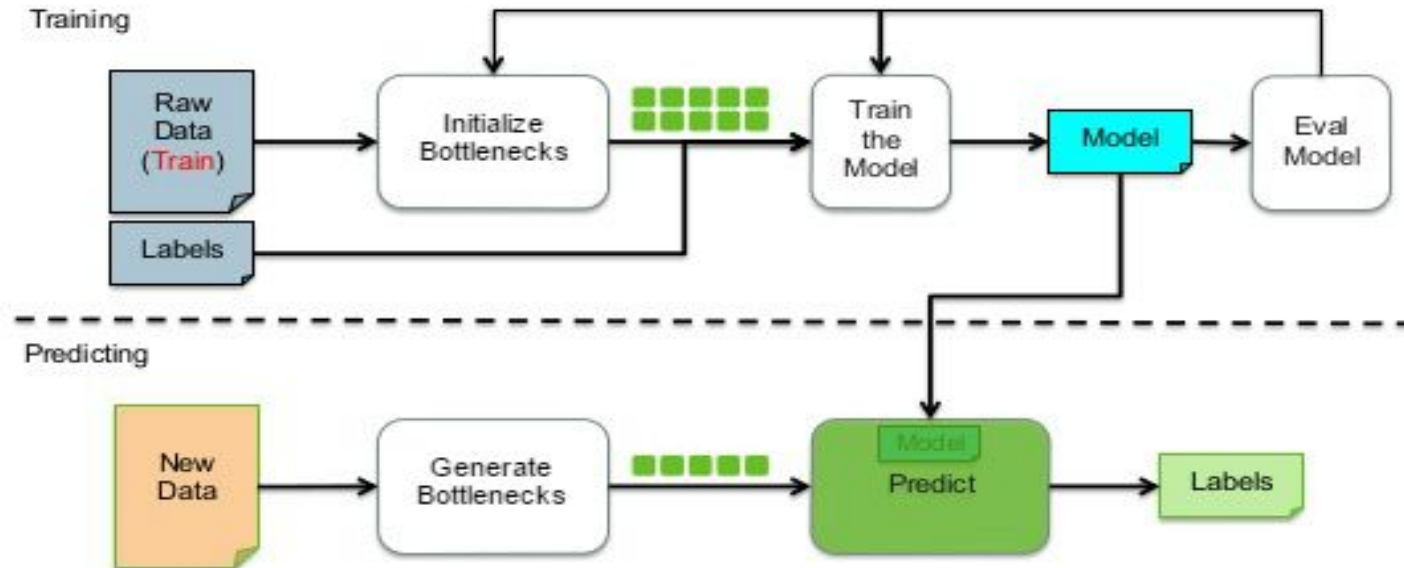 Training
Raw
Data
(Train)
Initialize
Bottlenecks
Train
the
Model
Model
Eval
Model
Labels
Predicting
New
Data
Generate
Bottlenecks
Model
Predict
Labels